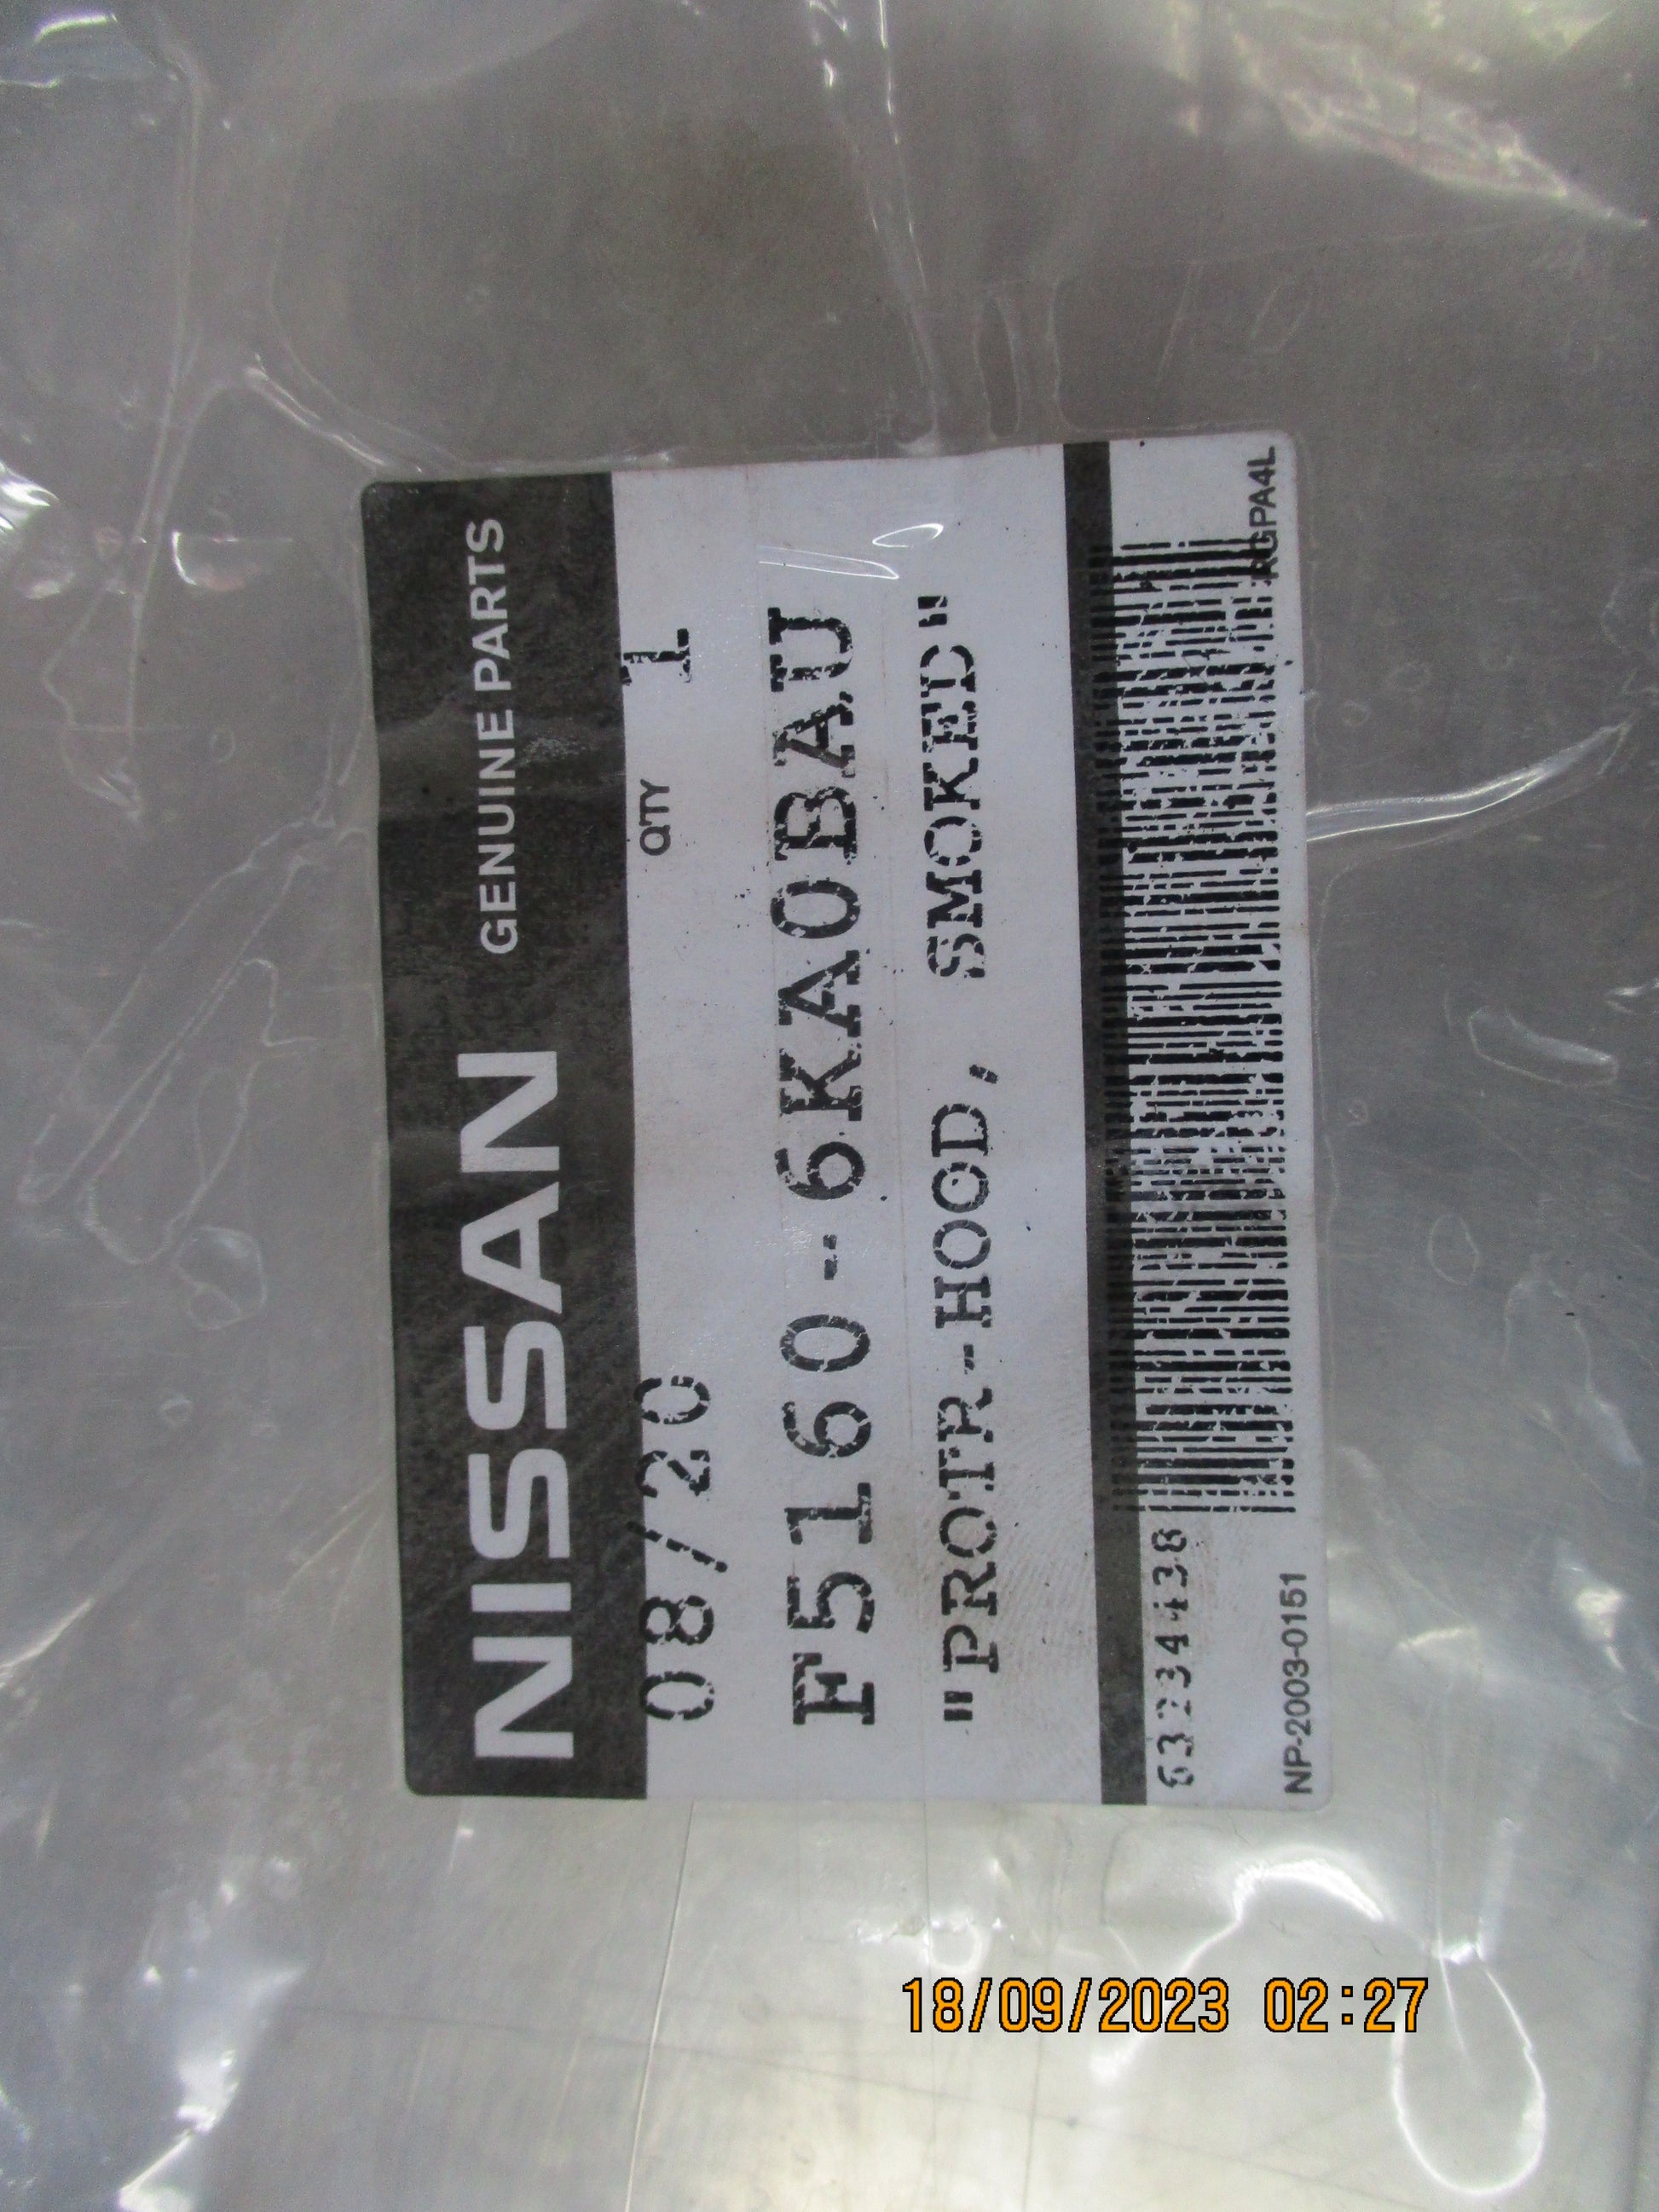 NISSAN GENUINE PARTS
08/20 QTY 1
F5160-6KA0BAU
"PROTR-HOOD, SMOKED"
63234438
NP-2003-0151 RGPA4L
18/09/2023 02:27